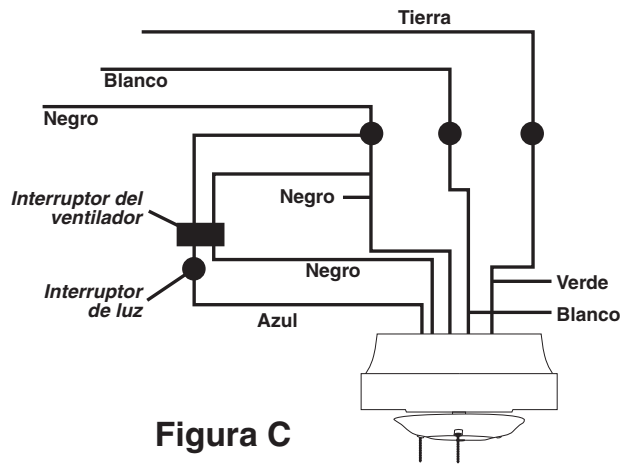 Tierra
Blanco
Negro
Interruptor del
ventilador
Negro
Negro
Interruptor
de luz
Verde
Azul
Blanco
Figura C